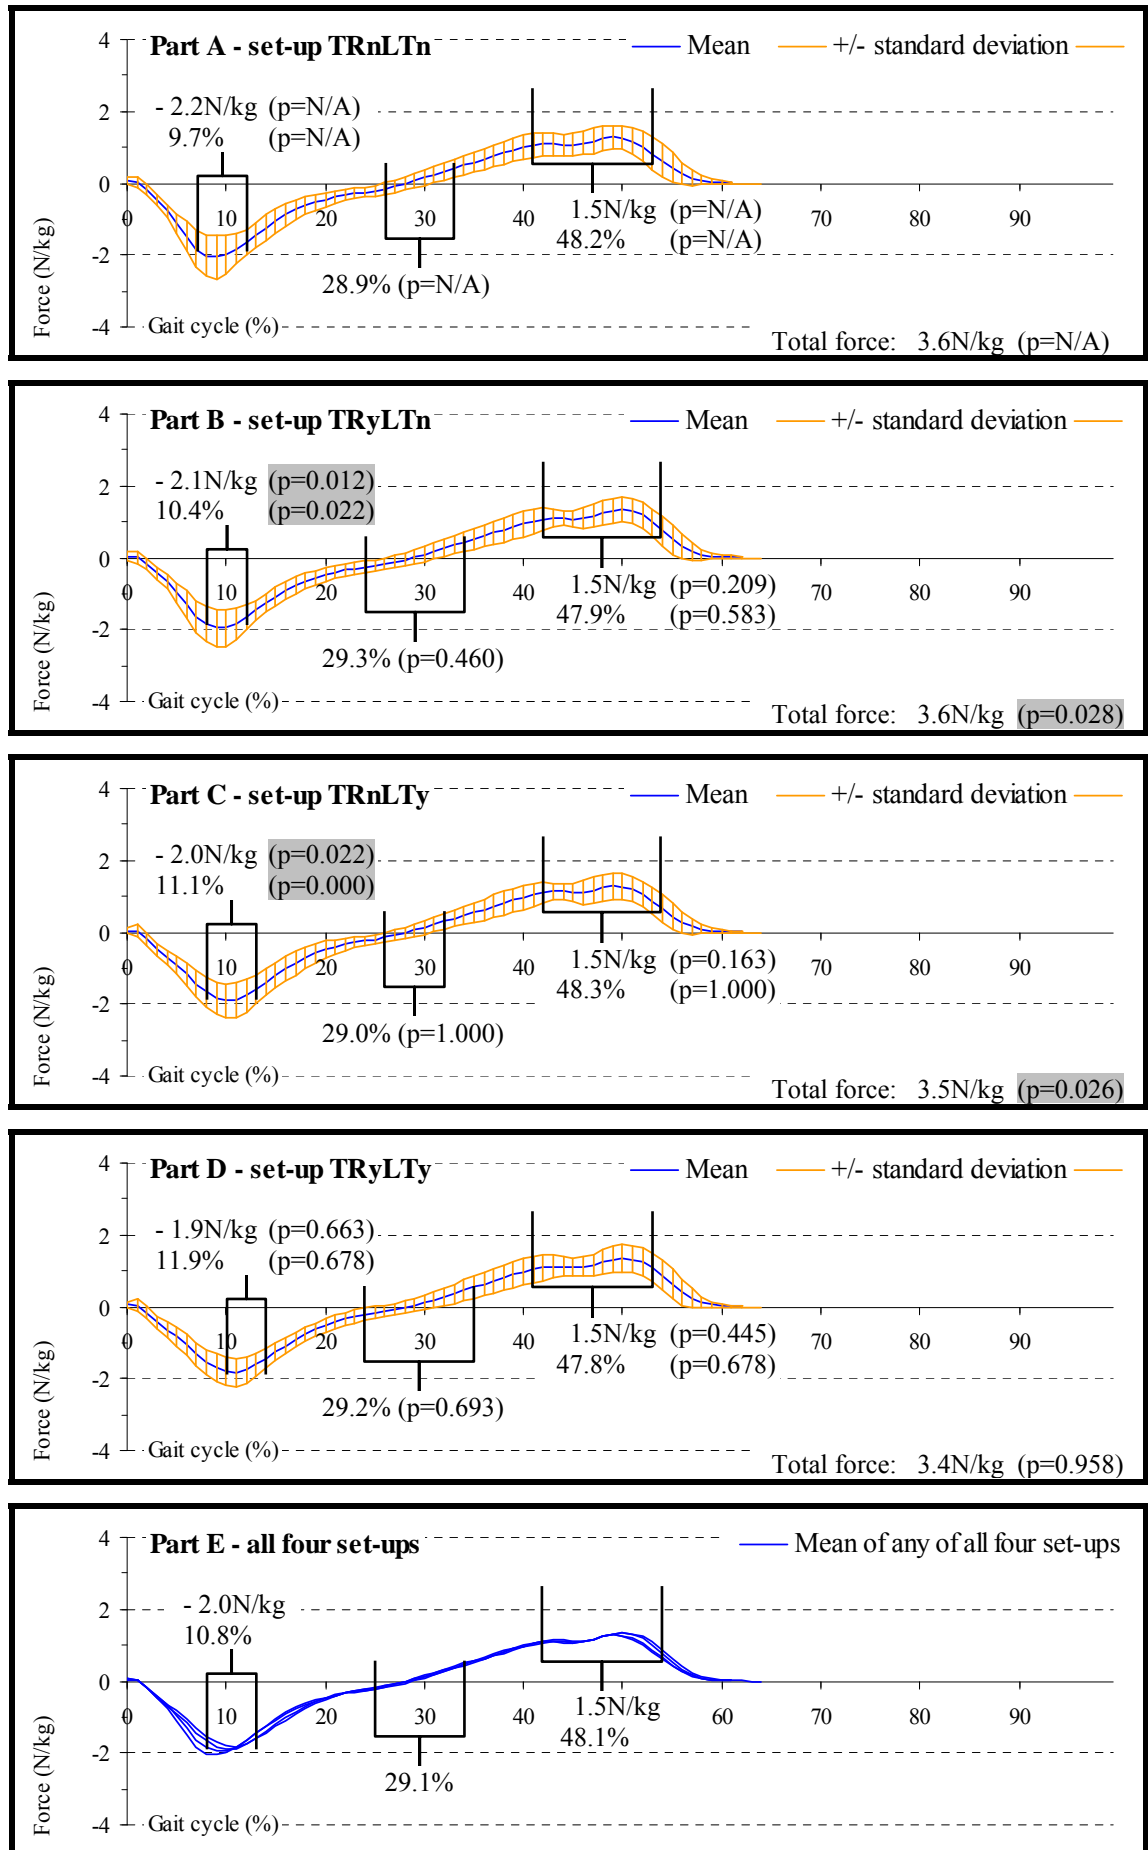 Part A - set-up TRnLTn
Mean
+/- standard deviation
4
2
0
-2
-4
Force (N/kg)
- 2.2N/kg (p=N/A)
9.7% (p=N/A)
0 10 20 30 40 70 80 90
1.5N/kg (p=N/A)
48.2% (p=N/A)
28.9% (p=N/A)
Gait cycle (%)
Total force: 3.6N/kg (p=N/A)
Part B - set-up TRyLTn
Mean
+/- standard deviation
4
2
0
-2
-4
Force (N/kg)
- 2.1N/kg (p=0.012)
10.4% (p=0.022)
0 10 20 30 40 70 80 90
1.5N/kg (p=0.209)
47.9% (p=0.583)
29.3% (p=0.460)
Gait cycle (%)
Total force: 3.6N/kg (p=0.028)
Part C - set-up TRnLTy
Mean
+/- standard deviation
4
2
0
-2
-4
Force (N/kg)
- 2.0N/kg (p=0.022)
11.1% (p=0.000)
0 10 20 30 40 70 80 90
1.5N/kg (p=0.163)
48.3% (p=1.000)
29.0% (p=1.000)
Gait cycle (%)
Total force: 3.5N/kg (p=0.026)
Part D - set-up TRyLTy
Mean
+/- standard deviation
4
2
0
-2
-4
Force (N/kg)
- 1.9N/kg (p=0.663)
11.9% (p=0.678)
0 10 20 30 40 70 80 90
1.5N/kg (p=0.445)
47.8% (p=0.678)
29.2% (p=0.693)
Gait cycle (%)
Total force: 3.4N/kg (p=0.958)
Part E - all four set-ups
Mean of any of all four set-ups
4
2
0
-2
-4
Force (N/kg)
- 2.0N/kg
10.8%
0 10 20 30 40 60 70 80 90
1.5N/kg
48.1%
29.1%
Gait cycle (%)